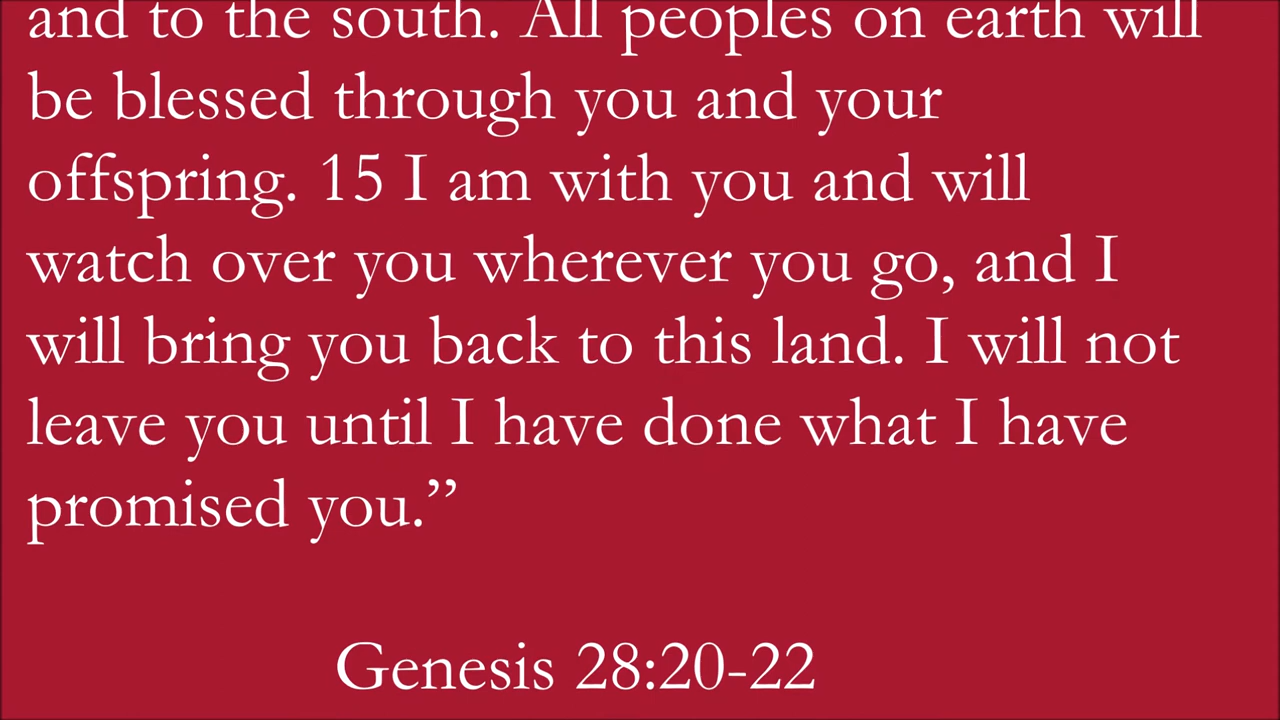 and to the south. All peoples on earth will
be blessed through you and your
offspring. 15 I am with you and will
watch over you wherever you go, and I
will bring you back to this land. I will not
leave you until I have done what I have
promised you.”
Genesis 28:20-22